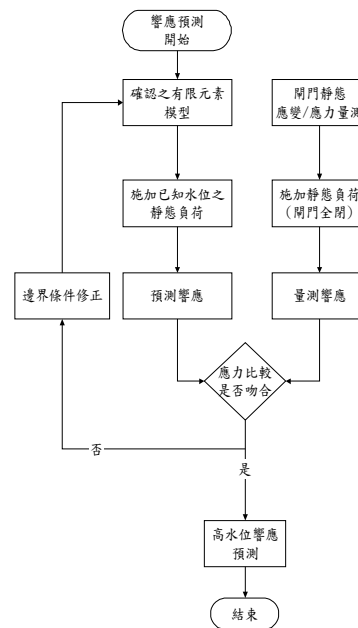 響應預測
開始
確認之有限元素
模型
閘門靜態
應變/應力量測
施加已知水位之
靜態負荷
施加靜態負荷
（閘門全閉）
邊界條件修正
預測響應
量測響應
應力比較
是否吻合
否
是
高水位響應
預測
結束